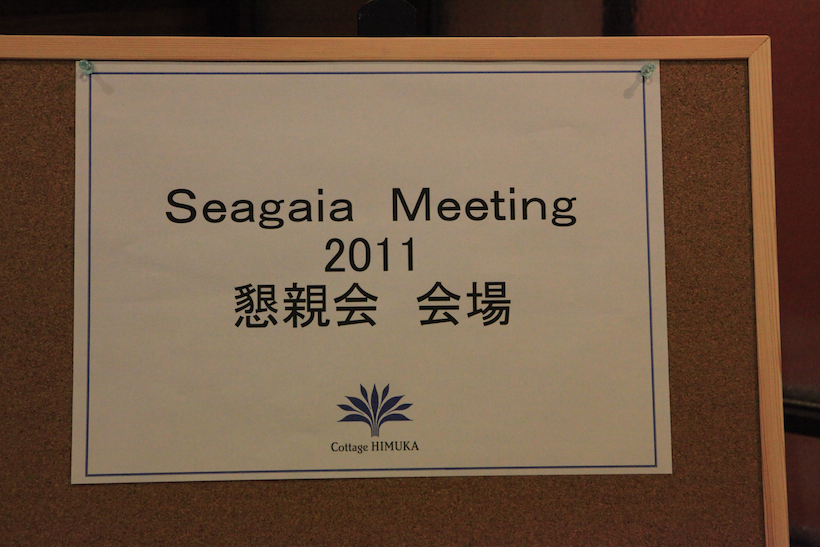 Seagaia Meeting
2011
懇親会 会場
Cottage HIMUKA